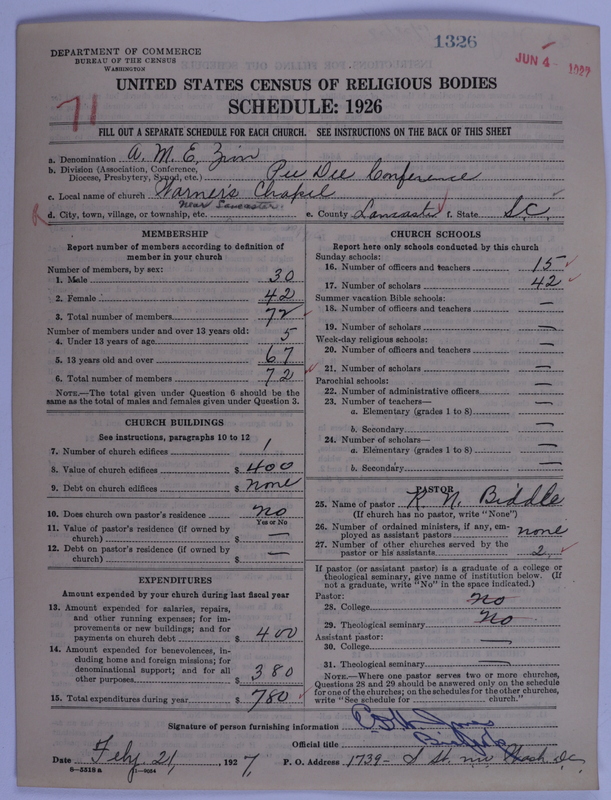 1326
JUN 4 - 1927
DEPARTMENT OF COMMERCE
BUREAU OF THE CENSUS
WASHINGTON
UNITED STATES CENSUS OF RELIGIOUS BODIES
71
SCHEDULE: 1926
FILL OUT A SEPARATE SCHEDULE FOR EACH CHURCH. SEE INSTRUCTIONS ON THE BACK OF THIS SHEET
a. Denomination A. M. E. Zion
b. Division (Association, Conference, Diocese, Presbytery, Synod, etc.) Pee Dee Conference
c. Local name of church Warner's Chapel
d. City, town, village, or township, etc. Near Lancaster e. County Lancaster f. State S.C.
MEMBERSHIP
Report number of members according to definition of
member in your church
Number of members, by sex:
1. Male 30
2. Female 42
3. Total number of members 72
Number of members under and over 13 years old:
4. Under 13 years of age 5
5. 13 years old and over 67
6. Total number of members 72
NOTE.—The total given under Question 6 should be
same as the total of males and females given under Question 3.
CHURCH BUILDINGS
See instructions, paragraphs 10 to 12
7. Number of church edifices 1
8. Value of church edifices $ 400
9. Debt on church edifices $ none
10. Does church own pastor's residence? no
Yes or No
11. Value of pastor's residence (if owned by
church) $ —
12. Debt on pastor's residence (if owned by
church) $ —
EXPENDITURES
Amount expended by your church during last fiscal year
13. Amount expended for salaries, repairs,
and other running expenses; for im-
provements or new buildings; and for
payments on church debt $ 400
14. Amount expended for benevolences, in-
cluding home and foreign missions; for
denominational support; and for all
other purposes $ 380
15. Total expenditures during year $ 780
CHURCH SCHOOLS
Report here only schools conducted by this church
Sunday schools:
16. Number of officers and teachers 15
17. Number of scholars 42
Summer vacation Bible schools:
18. Number of officers and teachers —
19. Number of scholars —
Week-day religious schools:
20. Number of officers and teachers —
21. Number of scholars —
Parochial schools:
22. Number of administrative officers —
23. Number of teachers—
a. Elementary (grades 1 to 8) —
b. Secondary —
24. Number of scholars—
a. Elementary (grades 1 to 8) —
b. Secondary —
PASTOR
25. Name of pastor K. N. Biddle
(If church has no pastor, write "None")
26. Number of ordained ministers, if any, em-
ployed as assistant pastors none
27. Number of other churches served by the
pastor or his assistants 2
If pastor (or assistant pastor) is a graduate of a college or
theological seminary, give name of institution below. (If
not a graduate, write "No" in the space indicated.)
Pastor:
28. College No
29. Theological seminary No
Assistant pastor:
30. College —
31. Theological seminary —
NOTE.—Where one pastor serves two or more churches,
Questions 28 and 29 should be answered only on the schedule
for one of the churches; on the schedules for the other churches,
write "See schedule for church."
Signature of person furnishing information
Official title
Date Feby. 21, 1927, P. O. Address 1739- S St. nw Wash DC
8—5319a 11—9054